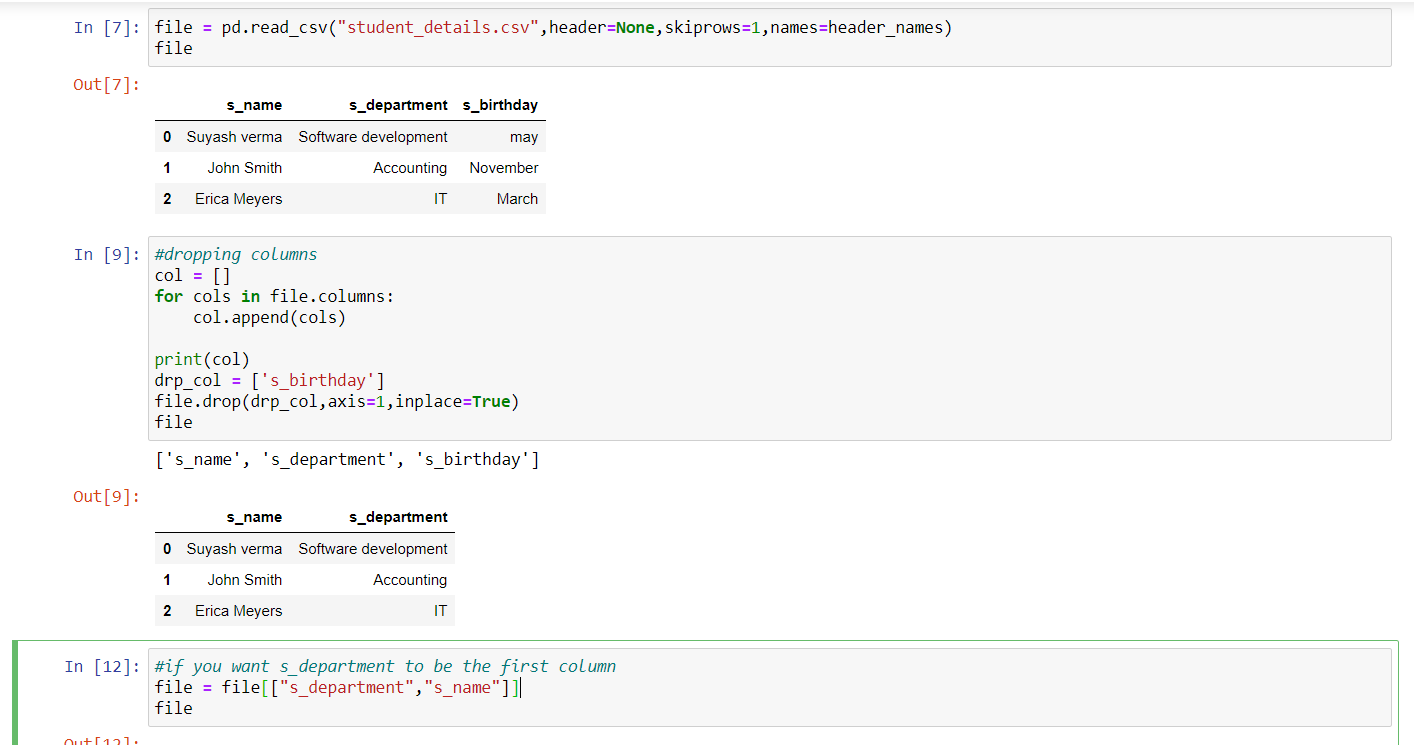 In [7]: file = pd.read_csv("student_details.csv",header=None,skiprows=1,names=header_names)
file
Out[7]:
s_name s_department s_birthday
0 Suyash verma Software development may
1 John Smith Accounting November
2 Erica Meyers IT March
In [9]: #dropping columns
col = []
for cols in file.columns:
    col.append(cols)
print(col)
drp_col = ['s_birthday']
file.drop(drp_col,axis=1,inplace=True)
file
['s_name', 's_department', 's_birthday']
Out[9]:
s_name s_department
0 Suyash verma Software development
1 John Smith Accounting
2 Erica Meyers IT
In [12]: #if you want s_department to be the first column
file = file[["s_department","s_name"]]
file
Out[12]: